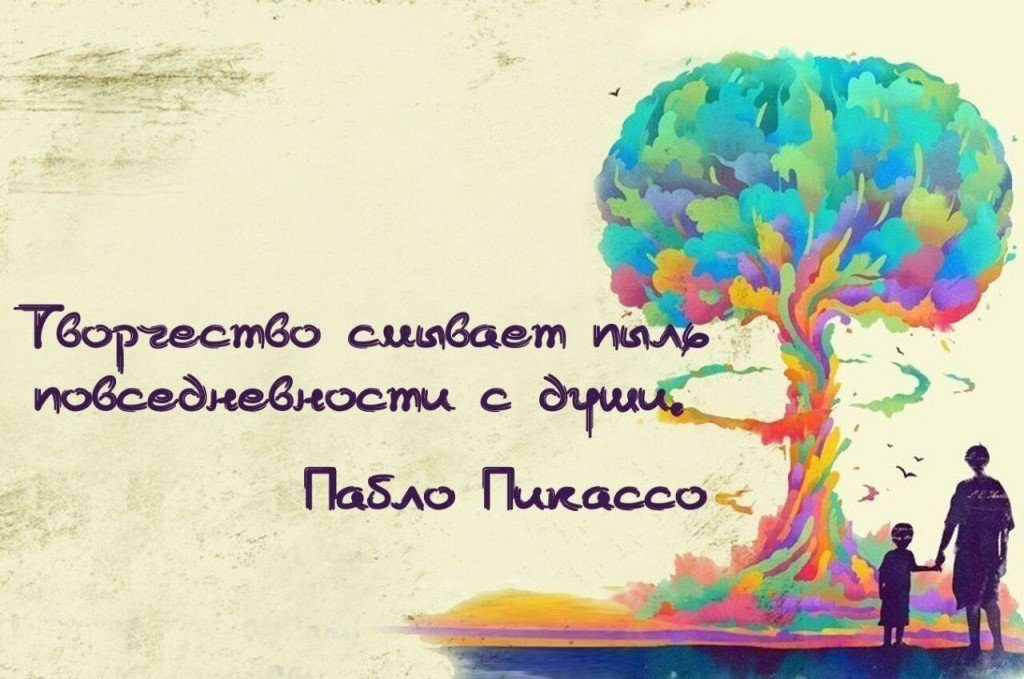 Творчество смывает пыль
повседневности с души.
Пабло Пикассо